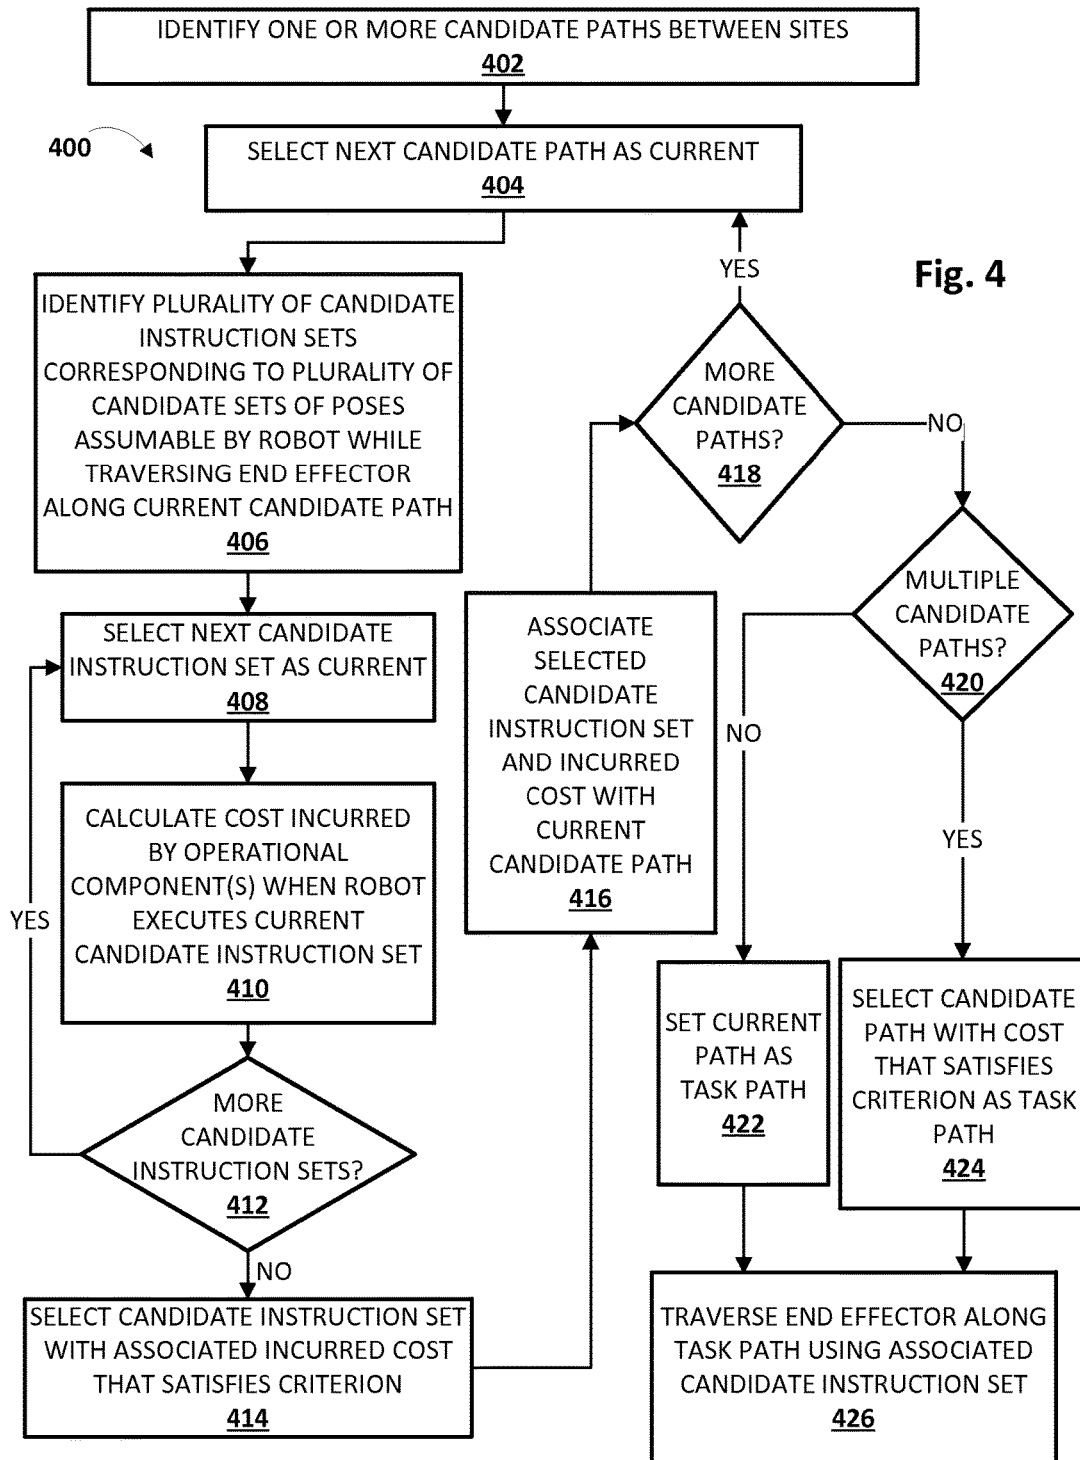 IDENTIFY ONE OR MORE CANDIDATE PATHS BETWEEN SITES
402
400
SELECT NEXT CANDIDATE PATH AS CURRENT
404
YES
Fig. 4
IDENTIFY PLURALITY OF CANDIDATE
INSTRUCTION SETS
CORRESPONDING TO PLURALITY OF
CANDIDATE SETS OF POSES
ASSUMABLE BY ROBOT WHILE
TRAVERSING END EFFECTOR
ALONG CURRENT CANDIDATE PATH
406
MORE
CANDIDATE
PATHS?
418
NO
MULTIPLE
CANDIDATE
PATHS?
420
SELECT NEXT CANDIDATE
INSTRUCTION SET AS CURRENT
408
ASSOCIATE
SELECTED
CANDIDATE
INSTRUCTION SET
AND INCURRED
COST WITH
CURRENT
CANDIDATE PATH
416
NO
YES
CALCULATE COST INCURRED
BY OPERATIONAL
COMPONENT(S) WHEN ROBOT
EXECUTES CURRENT
CANDIDATE INSTRUCTION SET
410
YES
SET CURRENT
PATH AS
TASK PATH
422
SELECT CANDIDATE
PATH WITH COST
THAT SATISFIES
CRITERION AS TASK
PATH
424
MORE
CANDIDATE
INSTRUCTION SETS?
412
NO
SELECT CANDIDATE INSTRUCTION SET
WITH ASSOCIATED INCURRED COST
THAT SATISFIES CRITERION
414
TRAVERSE END EFFECTOR ALONG
TASK PATH USING ASSOCIATED
CANDIDATE INSTRUCTION SET
426